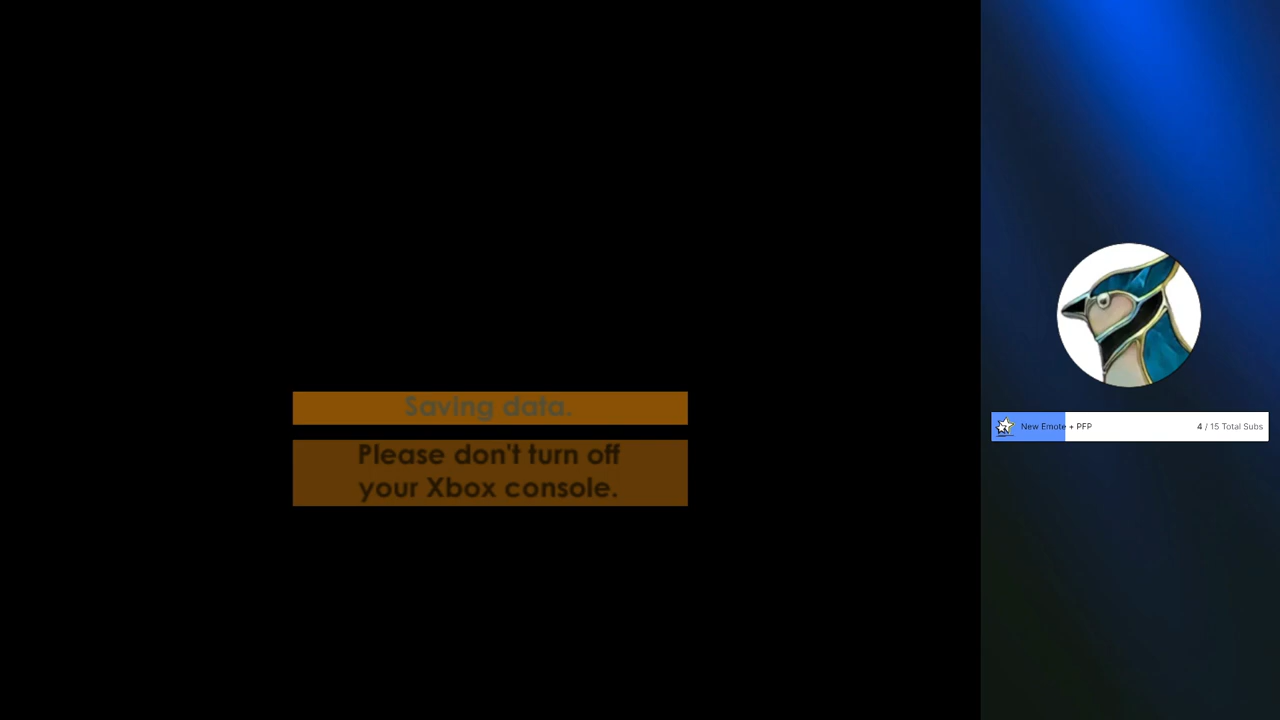 Saving data.
Please don't turn off
your Xbox console.
New Emote + PFP
4 / 15 Total Subs